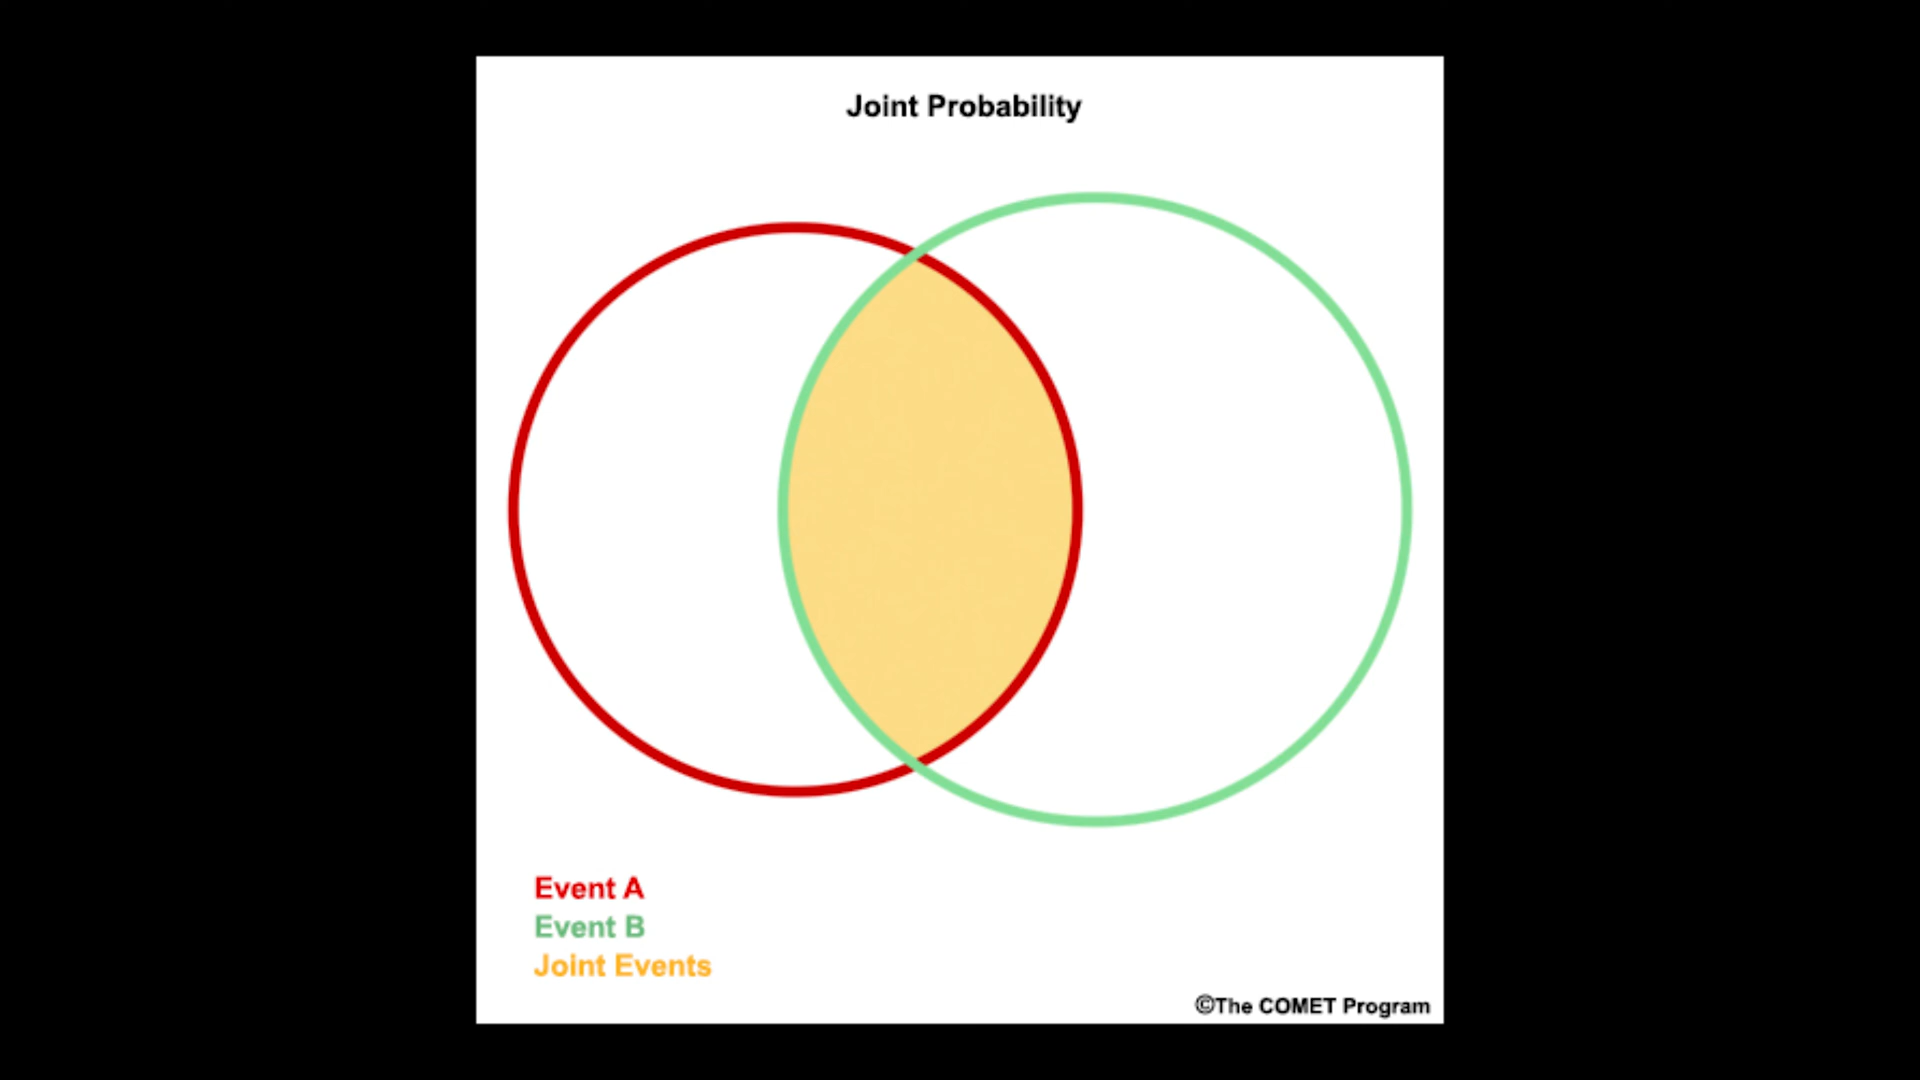 Joint Probability
Event A
Event B
Joint Events
©The COMET Program